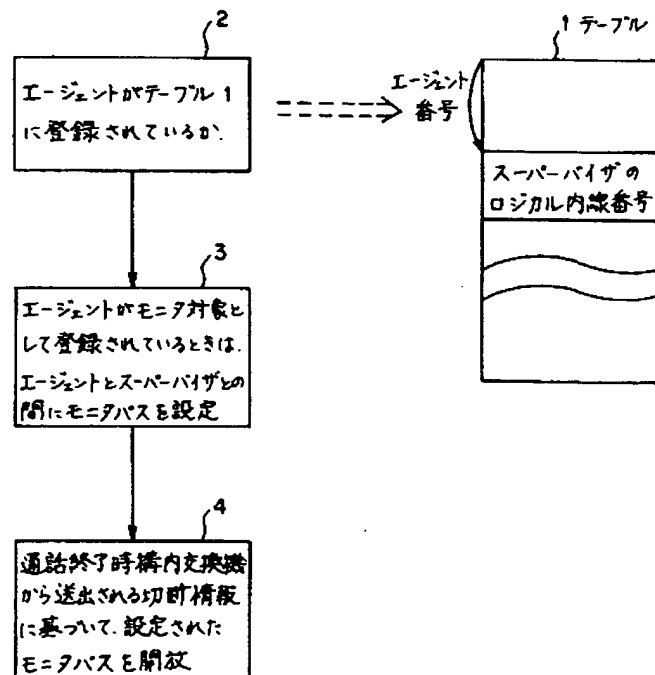 2
エージェントがテーブル1
に登録されているか.
1 テーブル
エージェント
番号
スーパーバイザの
ロジカル内線番号
3
エージェントがモニタ対象と
して登録されているときは.
エージェントとスーパーバイザとの
間にモニタパスを設定
4
通話終了時構内交換機
から送出される切断情報
に基づいて.設定された
モニタパスを開放